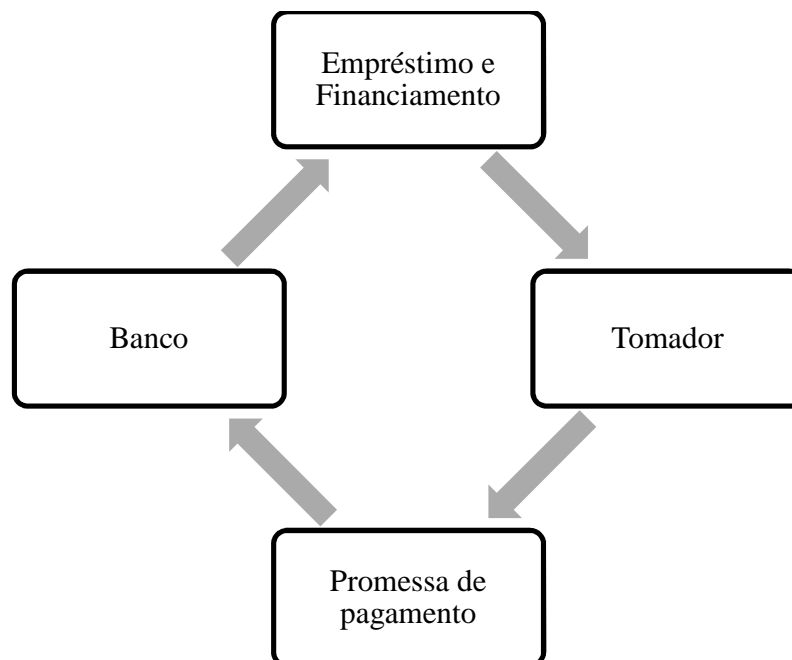 Empréstimo e
Financiamento
Banco
Tomador
Promessa de
pagamento